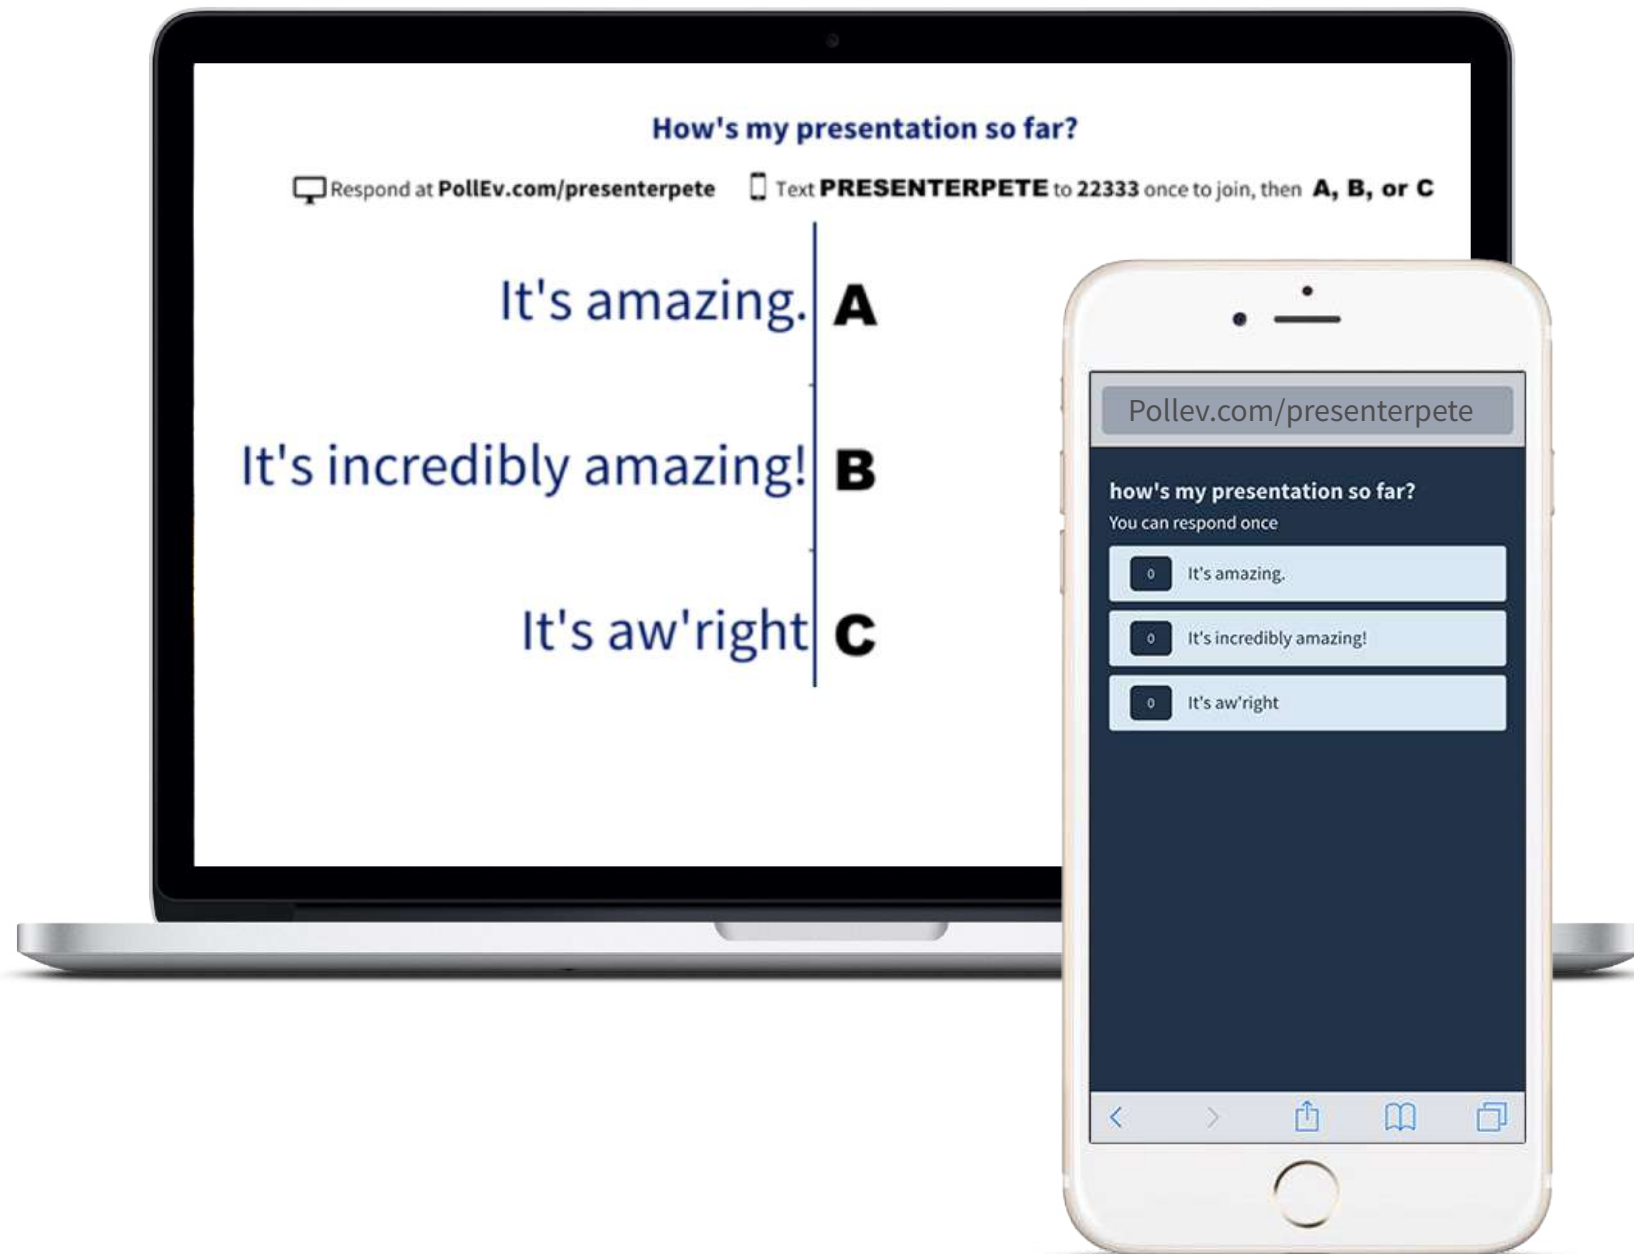 How's my presentation so far?
Respond at PollEv.com/presenterpete Text PRESENTERPETE to 22333 once to join, then A, B, or C
It's amazing. A
It's incredibly amazing! B
It's aw'right C
Pollev.com/presenterpete
how's my presentation so far?
You can respond once
0 It's amazing.
0 It's incredibly amazing!
0 It's aw'right